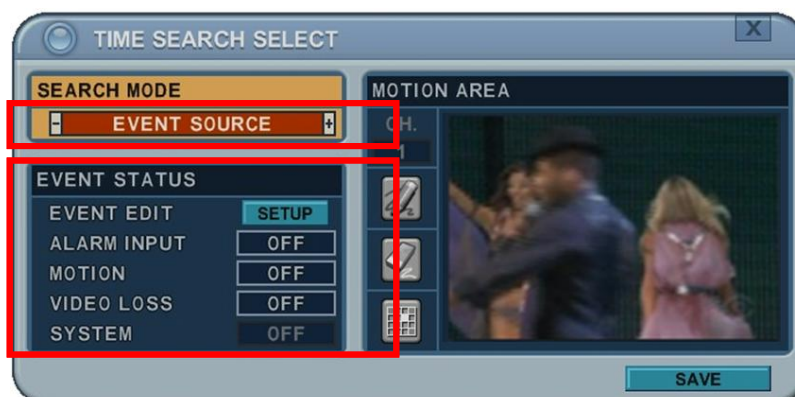 TIME SEARCH SELECT
X
SEARCH MODE
- EVENT SOURCE +
EVENT STATUS
EVENT EDIT SETUP
ALARM INPUT OFF
MOTION OFF
VIDEO LOSS OFF
SYSTEM OFF
MOTION AREA
CH.
1
SAVE